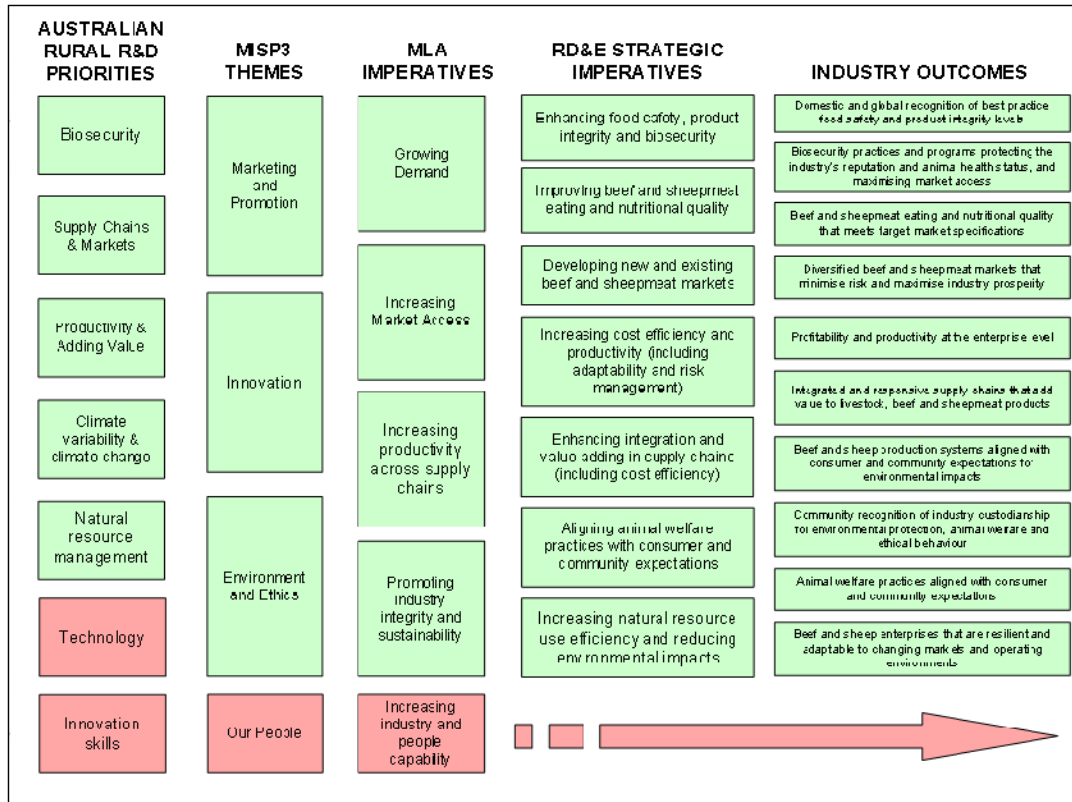 AUSTRALIAN
RURAL R&D
PRIORITIES
Biosecurity
Supply Chains
& Markets
Productivity &
Adding Value
Climate
variability &
climate change
Natural
resource
management
Technology
Innovation
skills
MISP3
THEMES
Marketing
and
Promotion
Innovation
Environment
and Ethics
Our People
MLA
IMPERATIVES
Growing
Demand
Increasing
Market Access
Increasing
productivity
across supply
chains
Promoting
industry
integrity and
sustainability
Increasing
industry and
people
capability
RD&E STRATEGIC
IMPERATIVES
Enhancing food safety, product
integrity and biosecurity
Improving beef and sheepmeat
eating and nutritional quality
Developing new and existing
beef and sheepmeat markets
Increasing cost efficiency and
productivity (including
adaptability and risk
management)
Enhancing integration and
value adding in supply chains
(including cost efficiency)
Aligning animal welfare
practices with consumer and
community expectations
Increasing natural resource
use efficiency and reducing
environmental impacts
INDUSTRY OUTCOMES
Domestic and global recognition of best practice
food safety and product integrity levels
Biosecurity practices and programs protecting the
industry's reputation and animal health status, and
maximising market access
Beef and sheepmeat eating and nutritional quality
that meets target market specifications
Diversified beef and sheepmeat markets that
minimise risk and maximise industry prosperity
Profitability and productivity at the enterprise level
Integrated and responsive supply chains that add
value to livestock, beef and sheepmeat products
Beef and sheep production systems aligned with
consumer and community expectations for
environmental impacts
Community recognition of industry custodianship
for environmental protection, animal welfare and
ethical behaviour
Animal welfare practices aligned with consumer
and community expectations
Beef and sheep enterprises that are resilient and
adaptable to changing markets and operating
environments